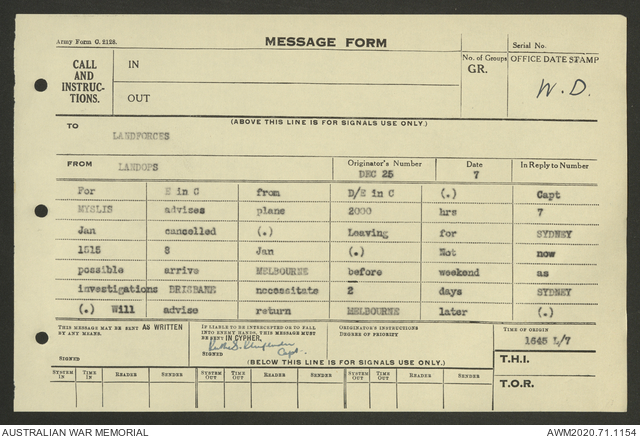 Army Form C. 2128.
MESSAGE FORM
Serial No.
CALL AND INSTRUC-TIONS.
IN
OUT
No. of Groups
GR.
OFFICE DATE STAMP
W.D.
(ABOVE THIS LINE IS FOR SIGNALS USE ONLY.)
TO
LANDFORCES
FROM LANDOPS
Originator's Number DEC 25
Date 7
In Reply to Number
For E in C from D/E in C (.) Capt
MYSLIS advises plane 2000 hrs 7
Jan cancelled (.) Leaving for SYDNEY
1515 8 Jan (.) Not now
possible arrive MELBOURNE before weekend as
investigations BRISBANE necessitate 2 days SYDNEY
(.) Will advise return MELBOURNE later (.)
THIS MESSAGE MAY BE SENT AS WRITTEN BY ANY MEANS.
SIGNED
IF LIABLE TO BE INTERCEPTED OR TO FALL INTO ENEMY HANDS, THIS MESSAGE MUST BE SENT IN CYPHER.
SIGNED Capt.
ORIGINATOR'S INSTRUCTIONS
DEGREE OF PRIORITY
TIME OF ORIGIN
1645 L/7
(BELOW THIS LINE IS FOR SIGNALS USE ONLY.)
T.H.I.
T.O.R.
SYSTEM IN TIME IN READER SENDER SYSTEM OUT TIME OUT READER SENDER SYSTEM OUT TIME OUT READER SENDER
AUSTRALIAN WAR MEMORIAL
AWM2020.71.1154